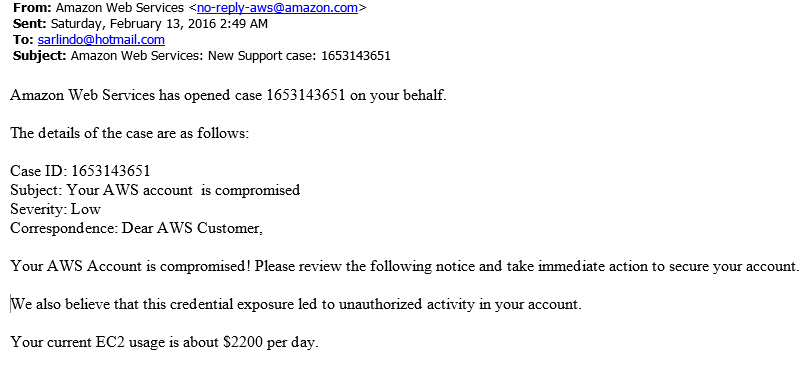 From: Amazon Web Services <no-reply-aws@amazon.com>
Sent: Saturday, February 13, 2016 2:49 AM
To: sarlindo@hotmail.com
Subject: Amazon Web Services: New Support case: 1653143651
Amazon Web Services has opened case 1653143651 on your behalf.
The details of the case are as follows:
Case ID: 1653143651
Subject: Your AWS account  is compromised
Severity: Low
Correspondence: Dear AWS Customer,
Your AWS Account is compromised! Please review the following notice and take immediate action to secure your account.
We also believe that this credential exposure led to unauthorized activity in your account.
Your current EC2 usage is about $2200 per day.